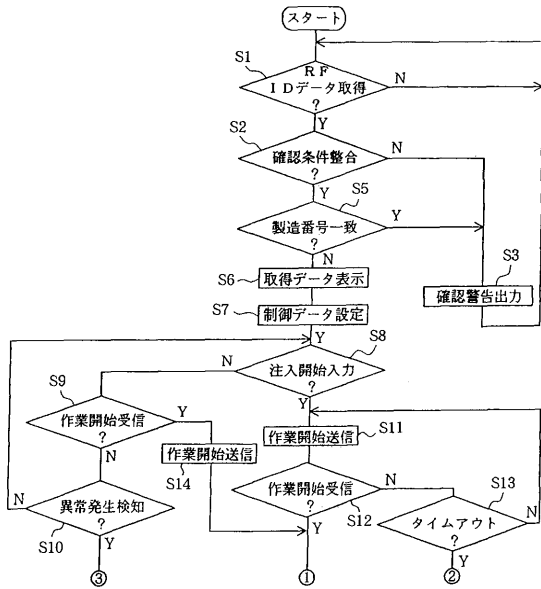 スタート
S1
RF
IDデータ取得
?
N
Y
S2
確認条件整合
?
N
Y
S5
製造番号一致
?
Y
N
S3
確認警告出力
S6
取得データ表示
S7
制御データ設定
Y
S8
注入開始入力
?
N
Y
S9
作業開始受信
?
Y
N
S11
作業開始送信
作業開始送信
S14
N
異常発生検知
?
S10
Y
作業開始受信
?
N
S12
Y
S13
タイムアウト
?
N
Y
③
①
②